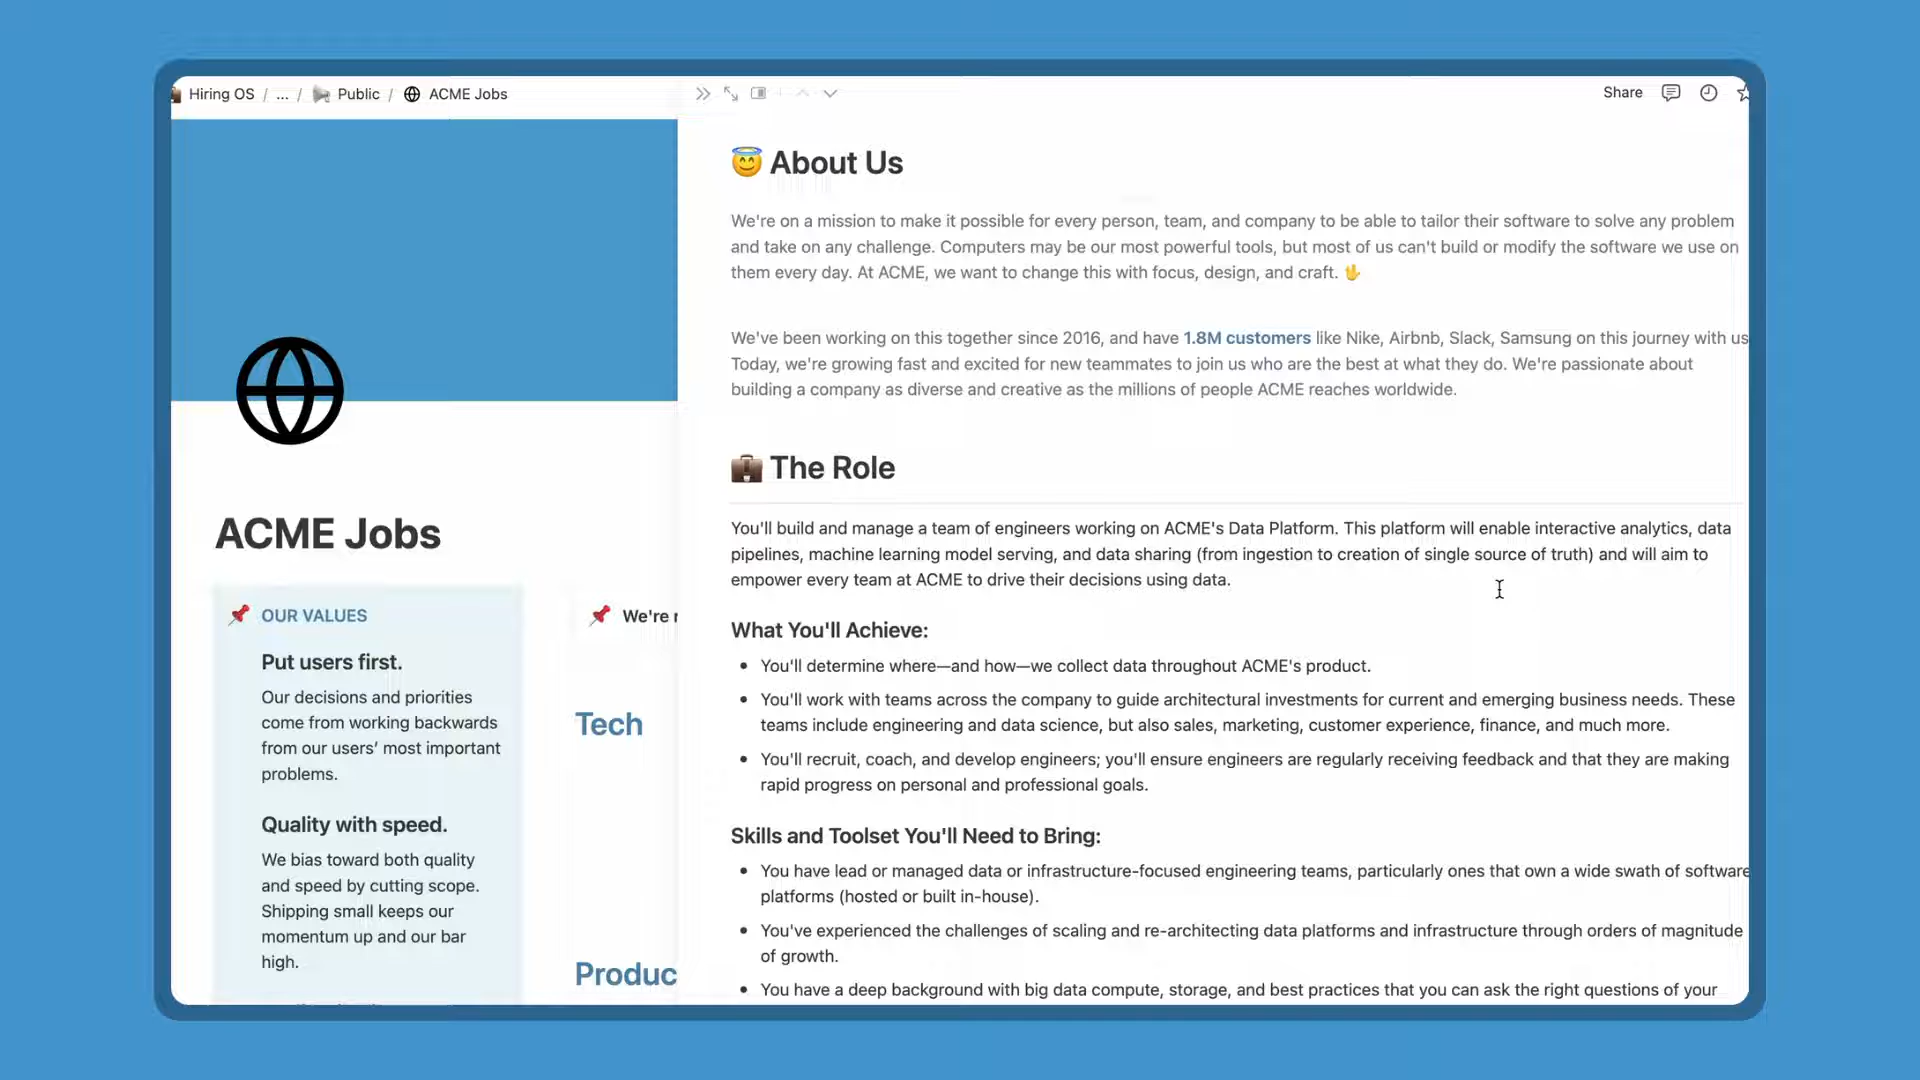 Hiring OS / ... / Public / ACME Jobs
Share
ACME Jobs
OUR VALUES
Put users first.
Our decisions and priorities
come from working backwards
from our users’ most important
problems.
Quality with speed.
We bias toward both quality
and speed by cutting scope.
Shipping small keeps our
momentum up and our bar
high.
We're
Tech
Produc
About Us
We're on a mission to make it possible for every person, team, and company to be able to tailor their software to solve any problem
and take on any challenge. Computers may be our most powerful tools, but most of us can't build or modify the software we use on
them every day. At ACME, we want to change this with focus, design, and craft.
We've been working on this together since 2016, and have 1.8M customers like Nike, Airbnb, Slack, Samsung on this journey with us
Today, we're growing fast and excited for new teammates to join us who are the best at what they do. We're passionate about
building a company as diverse and creative as the millions of people ACME reaches worldwide.
The Role
You'll build and manage a team of engineers working on ACME's Data Platform. This platform will enable interactive analytics, data
pipelines, machine learning model serving, and data sharing (from ingestion to creation of single source of truth) and will aim to
empower every team at ACME to drive their decisions using data.
What You'll Achieve:
• You'll determine where—and how—we collect data throughout ACME's product.
• You'll work with teams across the company to guide architectural investments for current and emerging business needs. These
teams include engineering and data science, but also sales, marketing, customer experience, finance, and much more.
• You'll recruit, coach, and develop engineers; you'll ensure engineers are regularly receiving feedback and that they are making
rapid progress on personal and professional goals.
Skills and Toolset You'll Need to Bring:
• You have lead or managed data or infrastructure-focused engineering teams, particularly ones that own a wide swath of software
platforms (hosted or built in-house).
• You've experienced the challenges of scaling and re-architecting data platforms and infrastructure through orders of magnitude
of growth.
• You have a deep background with big data compute, storage, and best practices that you can ask the right questions of your